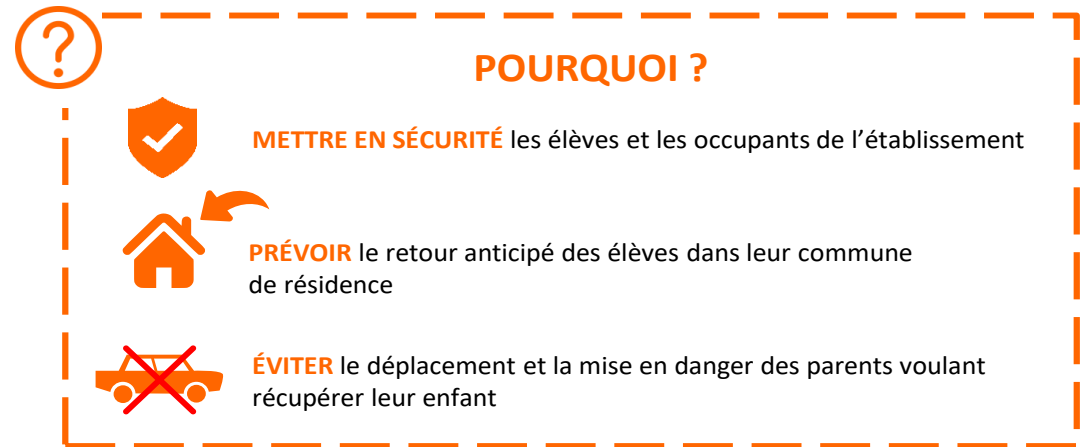 ?
POURQUOI ?
METTRE EN SÉCURITÉ les élèves et les occupants de l’établissement
PRÉVOIR le retour anticipé des élèves dans leur commune
de résidence
ÉVITER le déplacement et la mise en danger des parents voulant
récupérer leur enfant